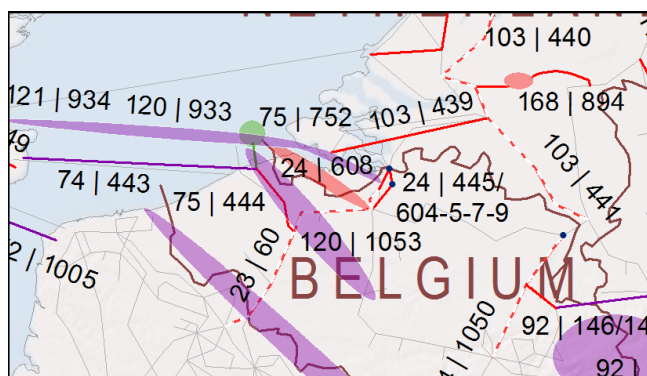 103 | 440
121 | 934
120 | 933
75 | 752
103 | 439
168 | 894
24 | 608
74 | 443
75 | 444
24 | 445/
604-5-7-9
103 | 441
23 | 60
120 | 1053
2 | 1005
BELGIUM
1050
92 | 146/14
92 |